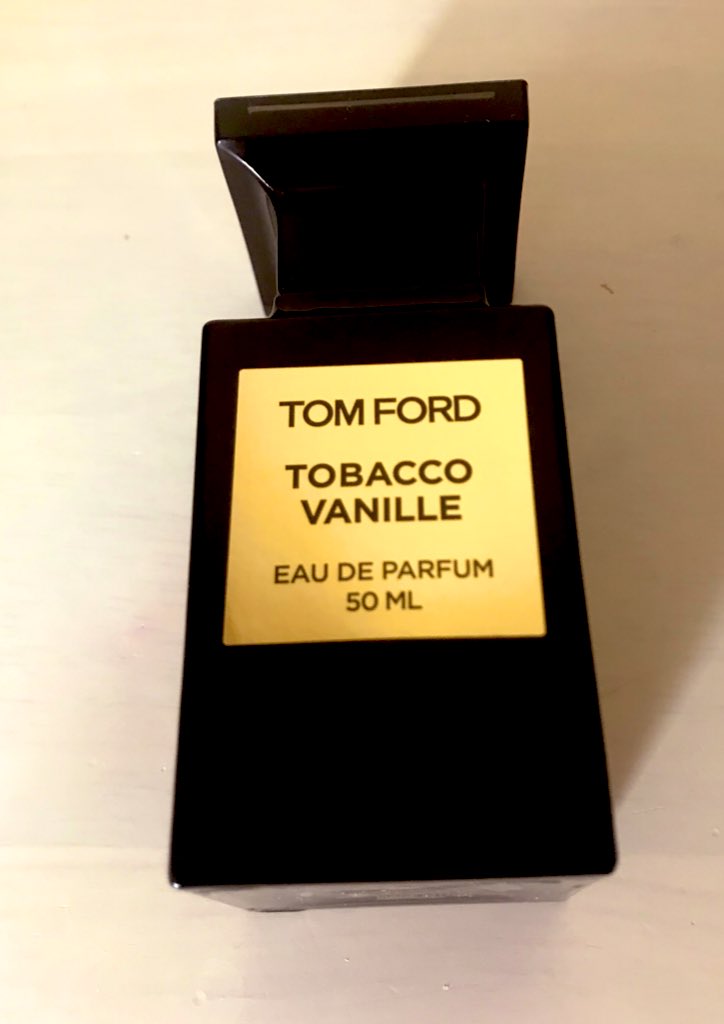 TOM FORD
TOBACCO
VANILLE
EAU DE PARFUM
50 ML